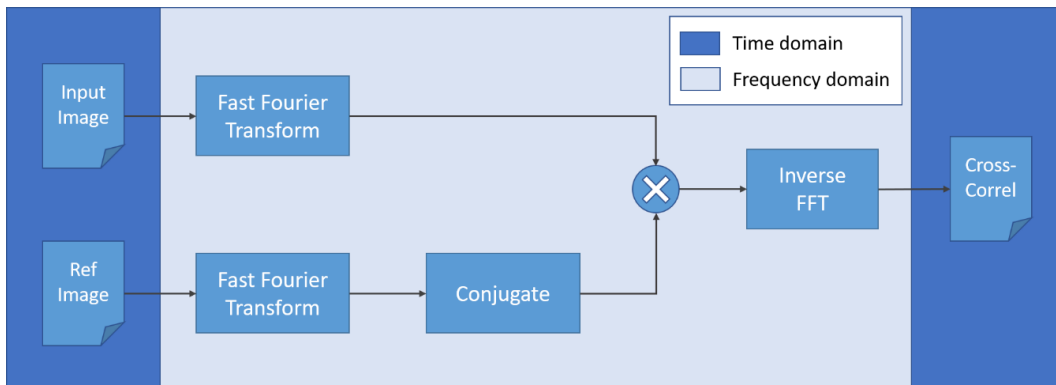 Time domain
Frequency domain
Input
Image
Fast Fourier
Transform
Inverse
FFT
Cross-
Correl
Ref
Image
Fast Fourier
Transform
Conjugate